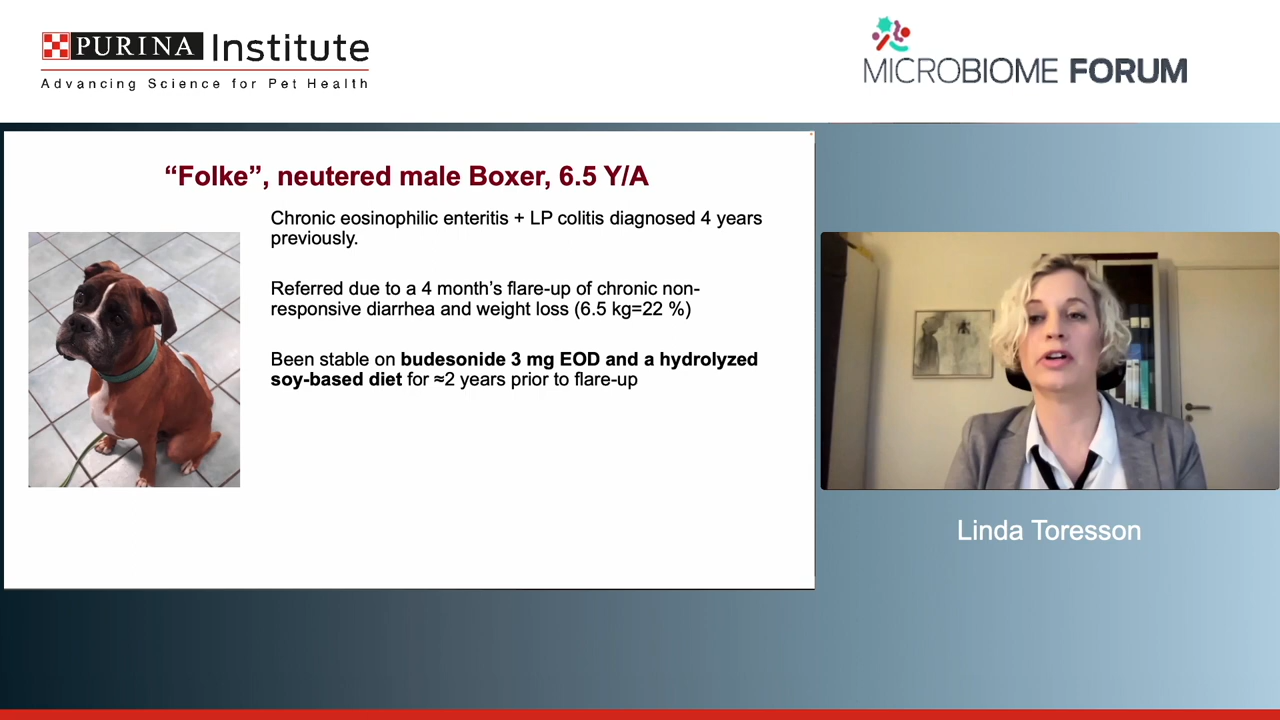 PURINA Institute
Advancing Science for Pet Health
MICROBIOME FORUM
“Folke”, neutered male Boxer, 6.5 Y/A
Chronic eosinophilic enteritis + LP colitis diagnosed 4 years
previously.
Referred due to a 4 month’s flare-up of chronic non-
responsive diarrhea and weight loss (6.5 kg=22 %)
Been stable on budesonide 3 mg EOD and a hydrolyzed
soy-based diet for ≈2 years prior to flare-up
Linda Toresson